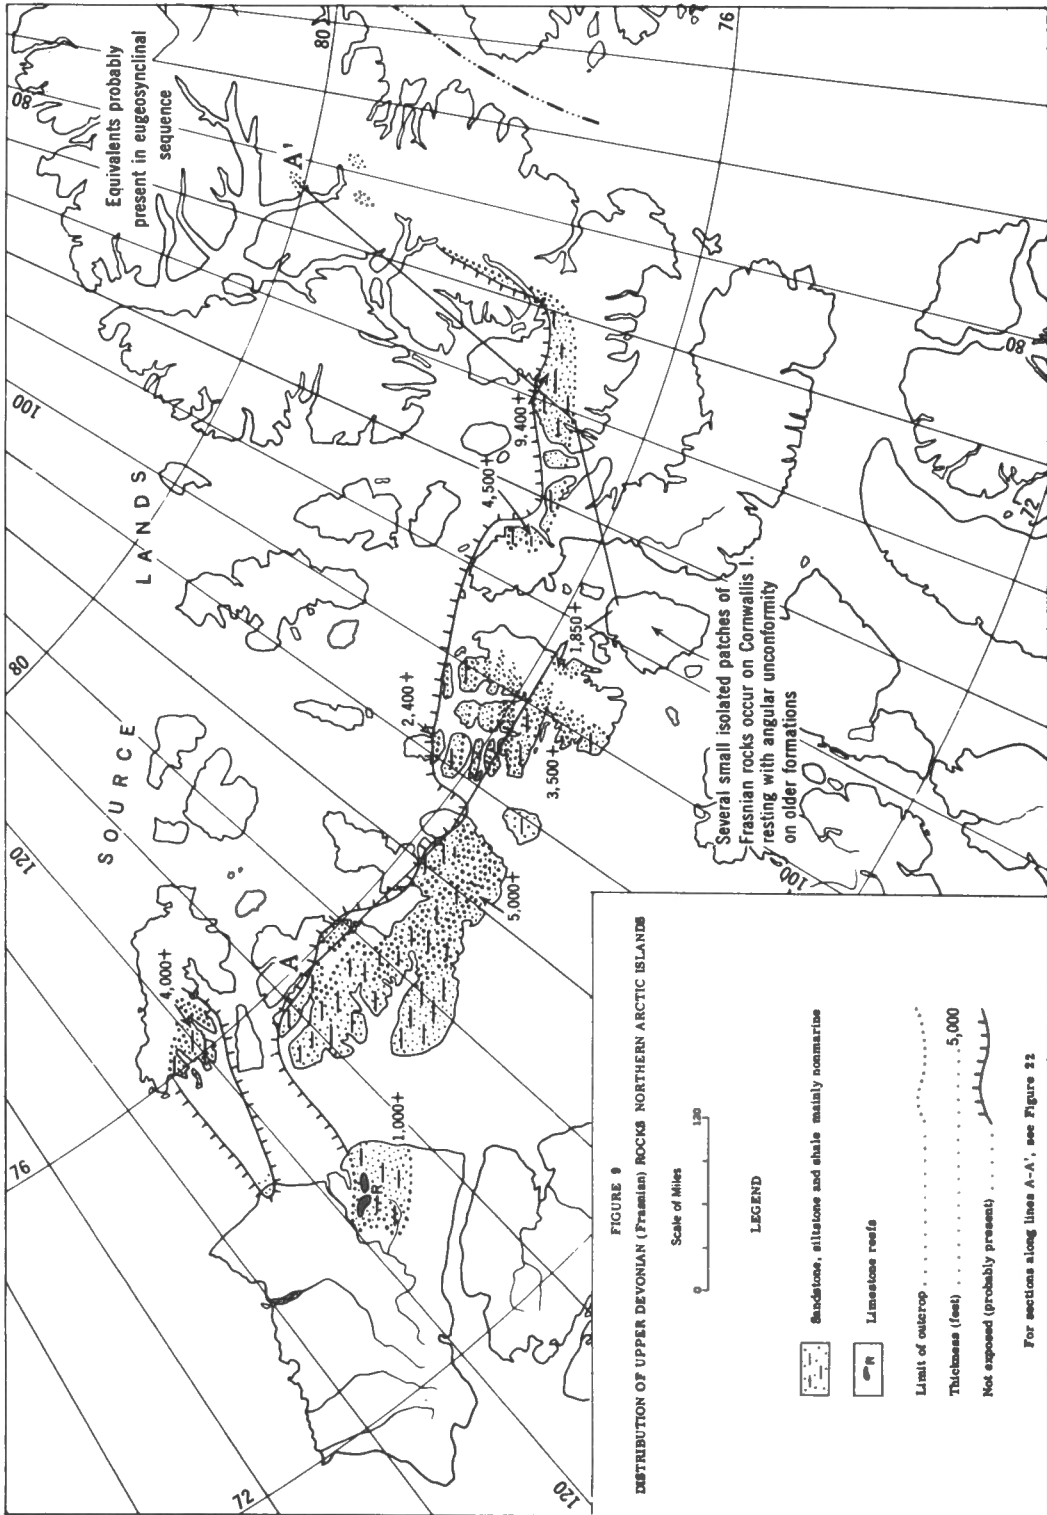 80
76
80
Equivalents probably
present in eugeosynclinal
sequence
A'
100
LANDS
9,400+
4,500+
80
72
80
SOURCE
2,400+
1,850+
3,500+
Several small isolated patches of
Frasnian rocks occur on Cornwallis I.
resting with angular unconformity
on older formations
100
120
4,000+
A
5,000+
76
1,000+
R
72
120
FIGURE 9
DISTRIBUTION OF UPPER DEVONIAN (Frasnian) ROCKS NORTHERN ARCTIC ISLANDS
Scale of Miles
0 120
LEGEND
Sandstone, siltstone and shale mainly nonmarine
R Limestone reefs
Limit of outcrop
Thickness (feet) 5,000
Not exposed (probably present)
For sections along lines A-A', see Figure 22